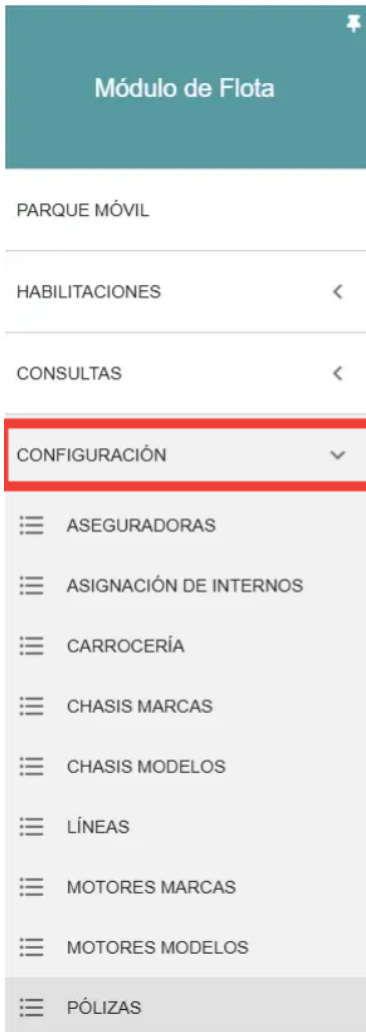 Módulo de Flota
PARQUE MÓVIL
HABILITACIONES
CONSULTAS
CONFIGURACIÓN
ASEGURADORAS
ASIGNACIÓN DE INTERNOS
CARROCERÍA
CHASIS MARCAS
CHASIS MODELOS
LÍNEAS
MOTORES MARCAS
MOTORES MODELOS
PÓLIZAS